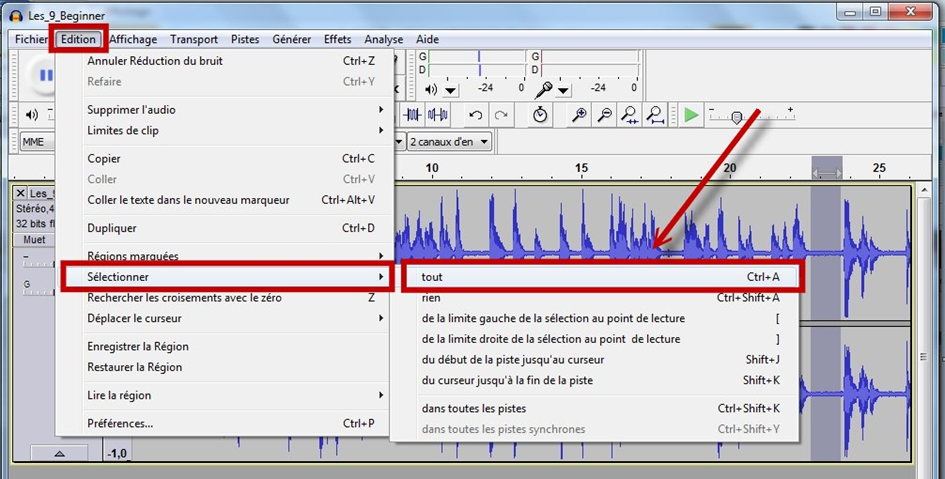 Les_9_Beginner
Fichier Edition Affichage Transport Pistes Générer Effets Analyse Aide
Annuler Réduction du bruit Ctrl+Z
Refaire Ctrl+Y
Supprimer l'audio
Limites de clip
Copier Ctrl+C
Coller Ctrl+V
Coller le texte dans le nouveau marqueur Ctrl+Alt+V
Dupliquer Ctrl+D
Régions marquées
Sélectionner
Rechercher les croisements avec le zéro Z
Déplacer le curseur
Enregistrer la Région
Restaurer la Région
Lire la région
Préférences... Ctrl+P
G G
D D
-24 0 -24 0
- - +
MME 2 canaux d'en
10 15 20 25
Les_9
Stéréo,4
32 bits fl
Muet
-
G
tout Ctrl+A
rien Ctrl+Shift+A
de la limite gauche de la sélection au point de lecture [
de la limite droite de la sélection au point de lecture ]
du début de la piste jusqu'au curseur Shift+J
du curseur jusqu'à la fin de la piste Shift+K
dans toutes les pistes Ctrl+Shift+K
dans toutes les pistes synchrones Ctrl+Shift+Y
-1,0